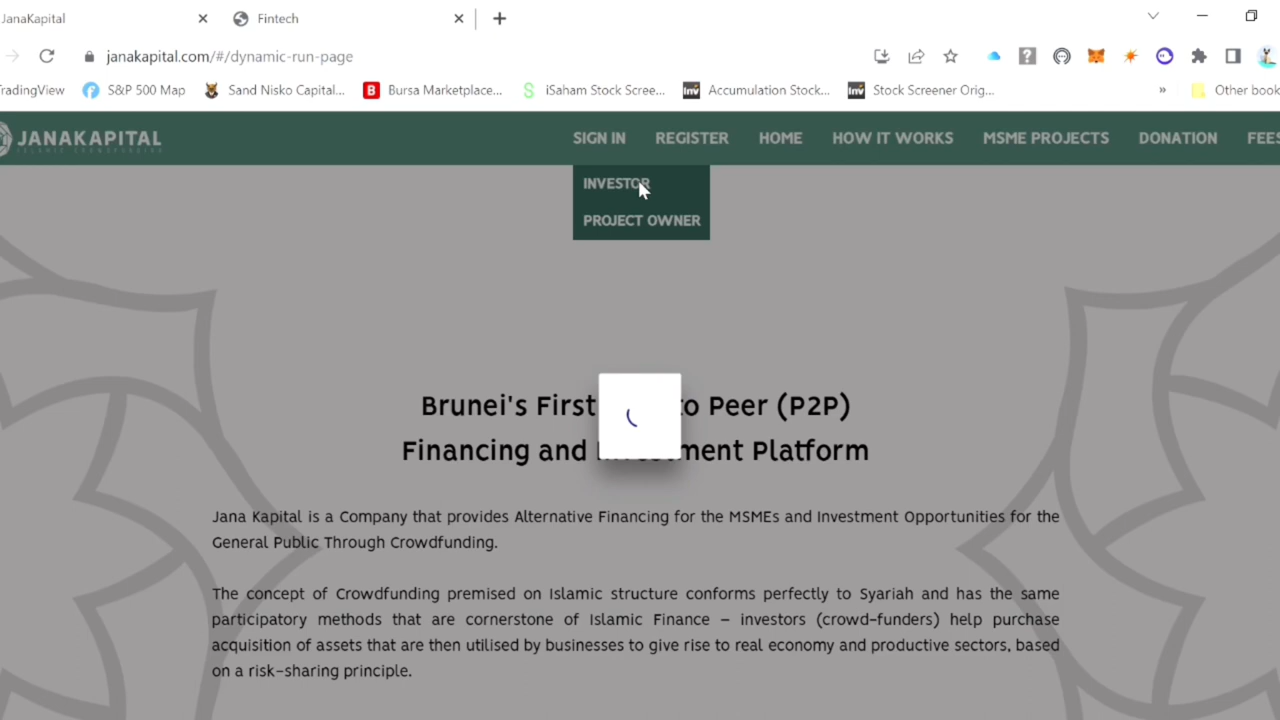 JanaKapital
Fintech
janakapital.com/#/dynamic-run-page
TradingView
S&P 500 Map
Sand Nisko Capital...
Bursa Marketplace...
iSaham Stock Scree...
Inv
Accumulation Stock...
Inv
Stock Screener Orig...
»
Other book
JANAKAPITAL
SIGN IN
REGISTER
HOME
HOW IT WORKS
MSME PROJECTS
DONATION
FEES
INVESTOR
PROJECT OWNER
Brunei's First to Peer (P2P)
Financing and Investment Platform
Jana Kapital is a Company that provides Alternative Financing for the MSMEs and Investment Opportunities for the
General Public Through Crowdfunding.
The concept of Crowdfunding premised on Islamic structure conforms perfectly to Syariah and has the same
participatory methods that are cornerstone of Islamic Finance – investors (crowd-funders) help purchase
acquisition of assets that are then utilised by businesses to give rise to real economy and productive sectors, based
on a risk-sharing principle.